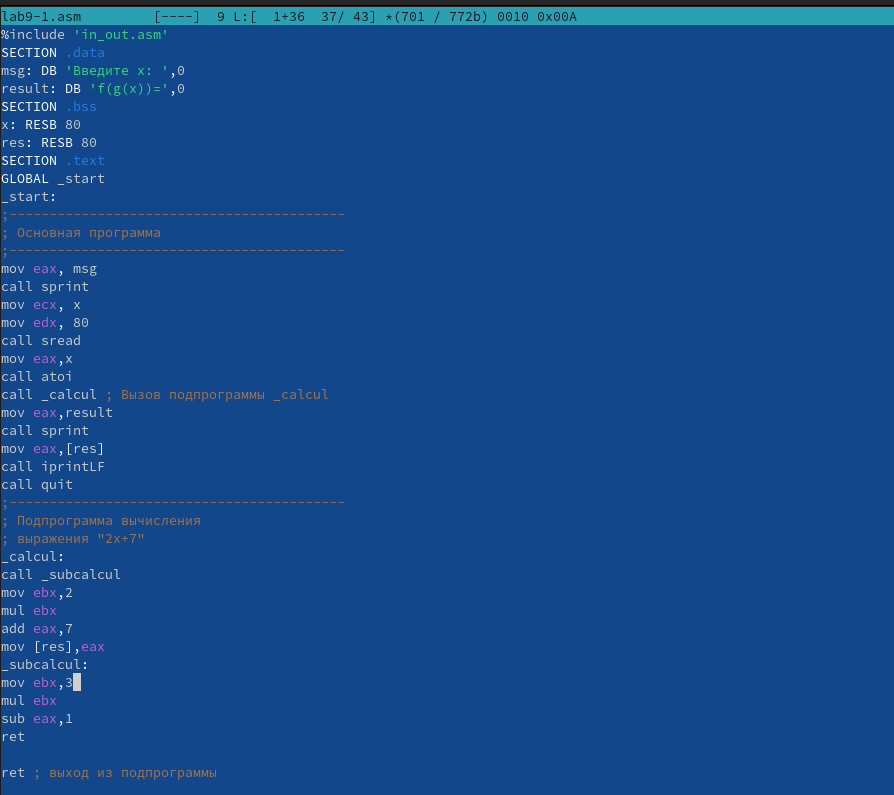 lab9-1.asm         [----]  9 L:[  1+36  37/ 43] *(701 / 772b) 0010 0x00A
%include 'in_out.asm'
SECTION .data
msg: DB 'Введите x: ',0
result: DB 'f(g(x))=',0
SECTION .bss
x: RESB 80
res: RESB 80
SECTION .text
GLOBAL _start
_start:
;------------------------------------------
; Основная программа
;------------------------------------------
mov eax, msg
call sprint
mov ecx, x
mov edx, 80
call sread
mov eax,x
call atoi
call _calcul ; Вызов подпрограммы _calcul
mov eax,result
call sprint
mov eax,[res]
call iprintLF
call quit
;------------------------------------------
; Подпрограмма вычисления
; выражения "2x+7"
_calcul:
call _subcalcul
mov ebx,2
mul ebx
add eax,7
mov [res],eax
_subcalcul:
mov ebx,3
mul ebx
sub eax,1
ret
ret ; выход из подпрограммы